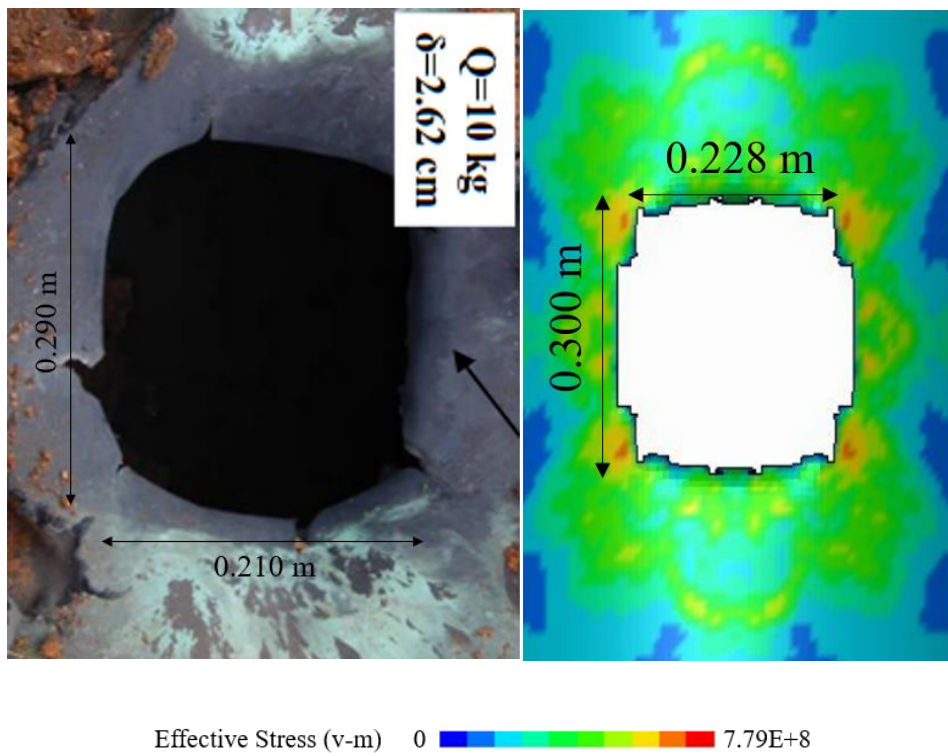 Q=10 kg
δ=2.62 cm
0.290 m
0.210 m
0.228 m
0.300 m
Effective Stress (v-m) 0 7.79E+8